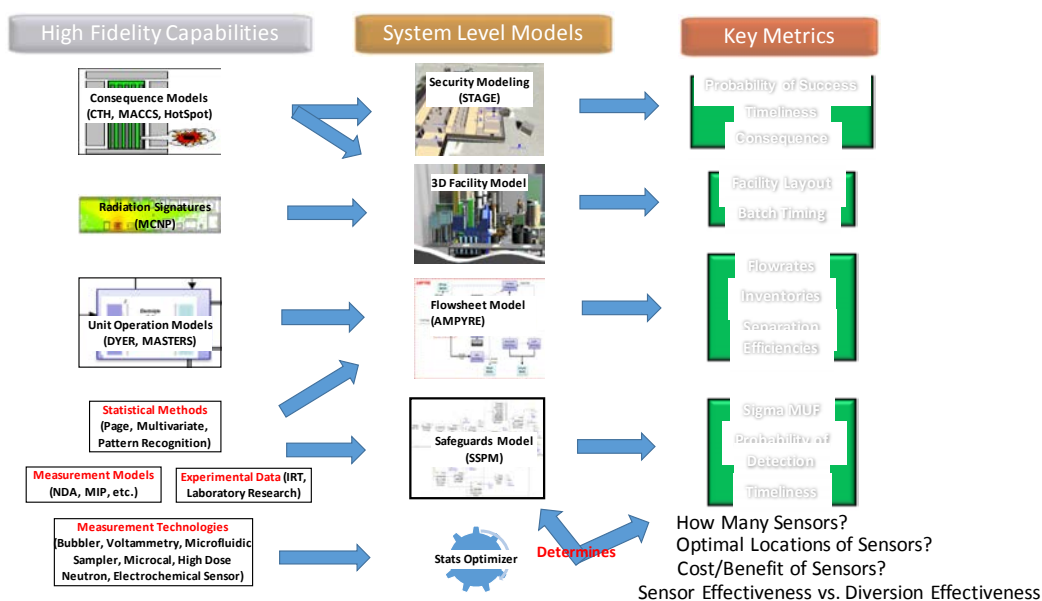 High Fidelity Capabilities
System Level Models
Key Metrics
Consequence Models
(CTH, MACCS, HotSpot)
Security Modeling
(STAGE)
Probability of Success
Timeliness
Consequence
Radiation Signatures
(MCNP)
3D Facility Model
Facility Layout
Batch Timing
Unit Operation Models
(DYER, MASTERS)
Flowsheet Model
(AMPYRE)
Flowrates
Inventories
Separation
Efficiencies
Statistical Methods
(Page, Multivariate,
Pattern Recognition)
Measurement Models
(NDA, MIP, etc.)
Experimental Data (IRT,
Laboratory Research)
Safeguards Model
(SSPM)
Sigma MUF
Probability of
Detection
Timeliness
Measurement Technologies
(Bubbler, Voltammetry, Microfluidic
Sampler, Microcal, High Dose
Neutron, Electrochemical Sensor)
Stats Optimizer
Determines
How Many Sensors?
Optimal Locations of Sensors?
Cost/Benefit of Sensors?
Sensor Effectiveness vs. Diversion Effectiveness